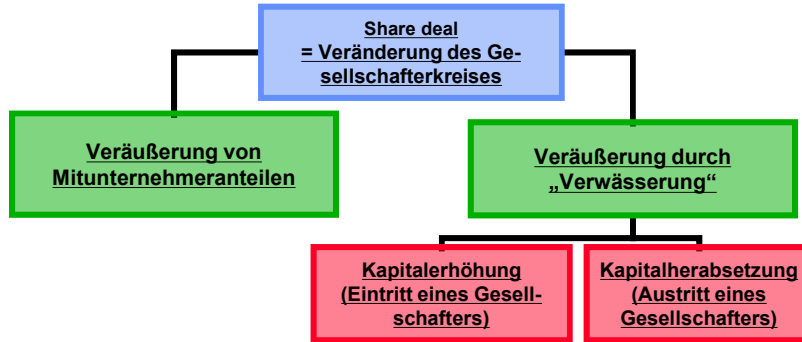 Share deal
= Veränderung des Ge-
sellschafterkreises
Veräußerung von
Mitunternehmeranteilen
Veräußerung durch
„Verwässerung“
Kapitalerhöhung
(Eintritt eines Gesell-
schafters)
Kapitalherabsetzung
(Austritt eines
Gesellschafters)